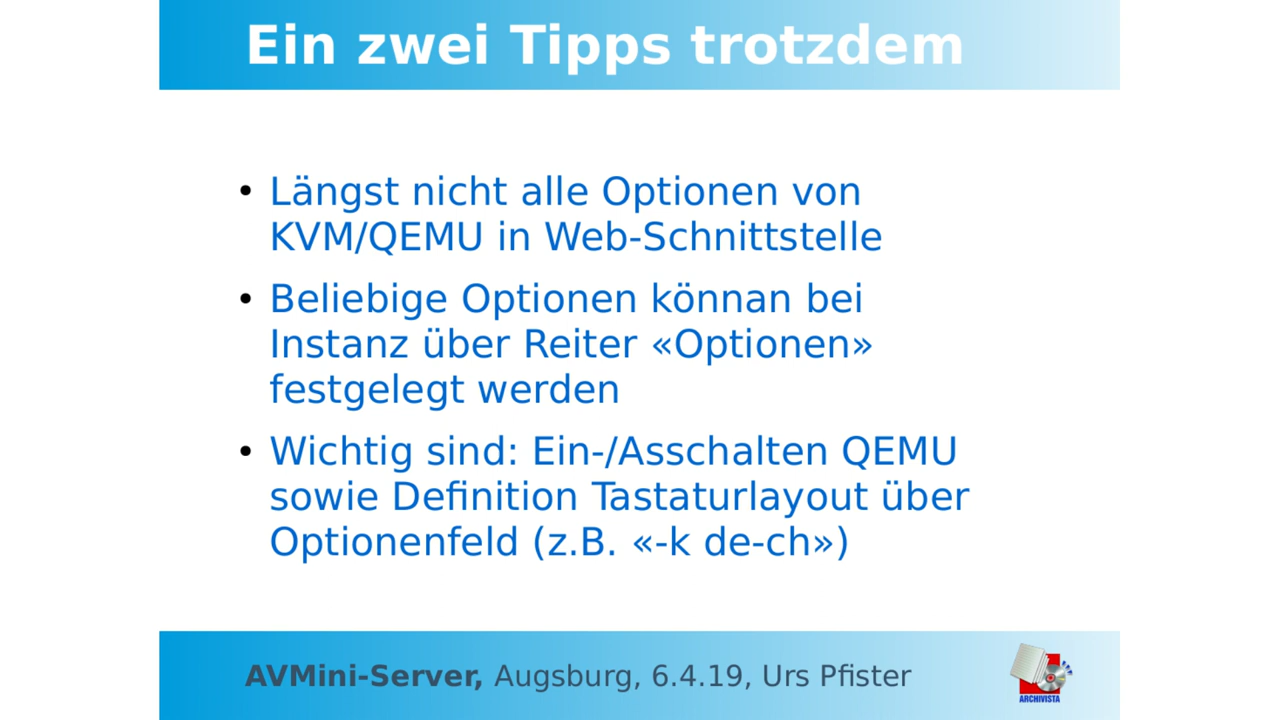 Ein zwei Tipps trotzdem
• Längst nicht alle Optionen von
KVM/QEMU in Web-Schnittstelle
• Beliebige Optionen könnan bei
Instanz über Reiter «Optionen»
festgelegt werden
• Wichtig sind: Ein-/Asschalten QEMU
sowie Definition Tastaturlayout über
Optionenfeld (z.B. «-k de-ch»)
AVMini-Server, Augsburg, 6.4.19, Urs Pfister
ARCHIVISTA